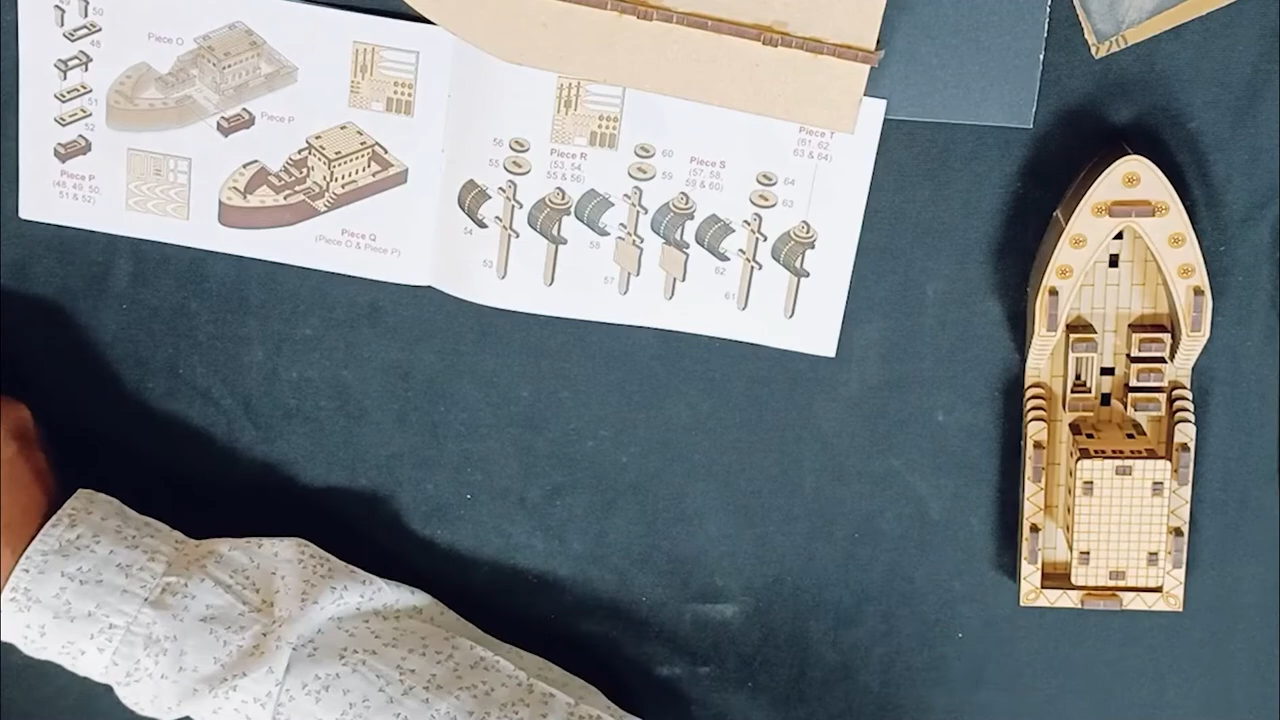 49
50
48
51
52
Piece P
(48, 49, 50,
51 & 52)
Piece O
Piece P
Piece Q
(Piece O & Piece P)
56
55
54
53
Piece R
(53, 54,
55 & 56)
60
59
58
57
Piece S
(57, 58,
59 & 60)
64
63
62
61
Piece T
(61, 62,
63 & 64)
220